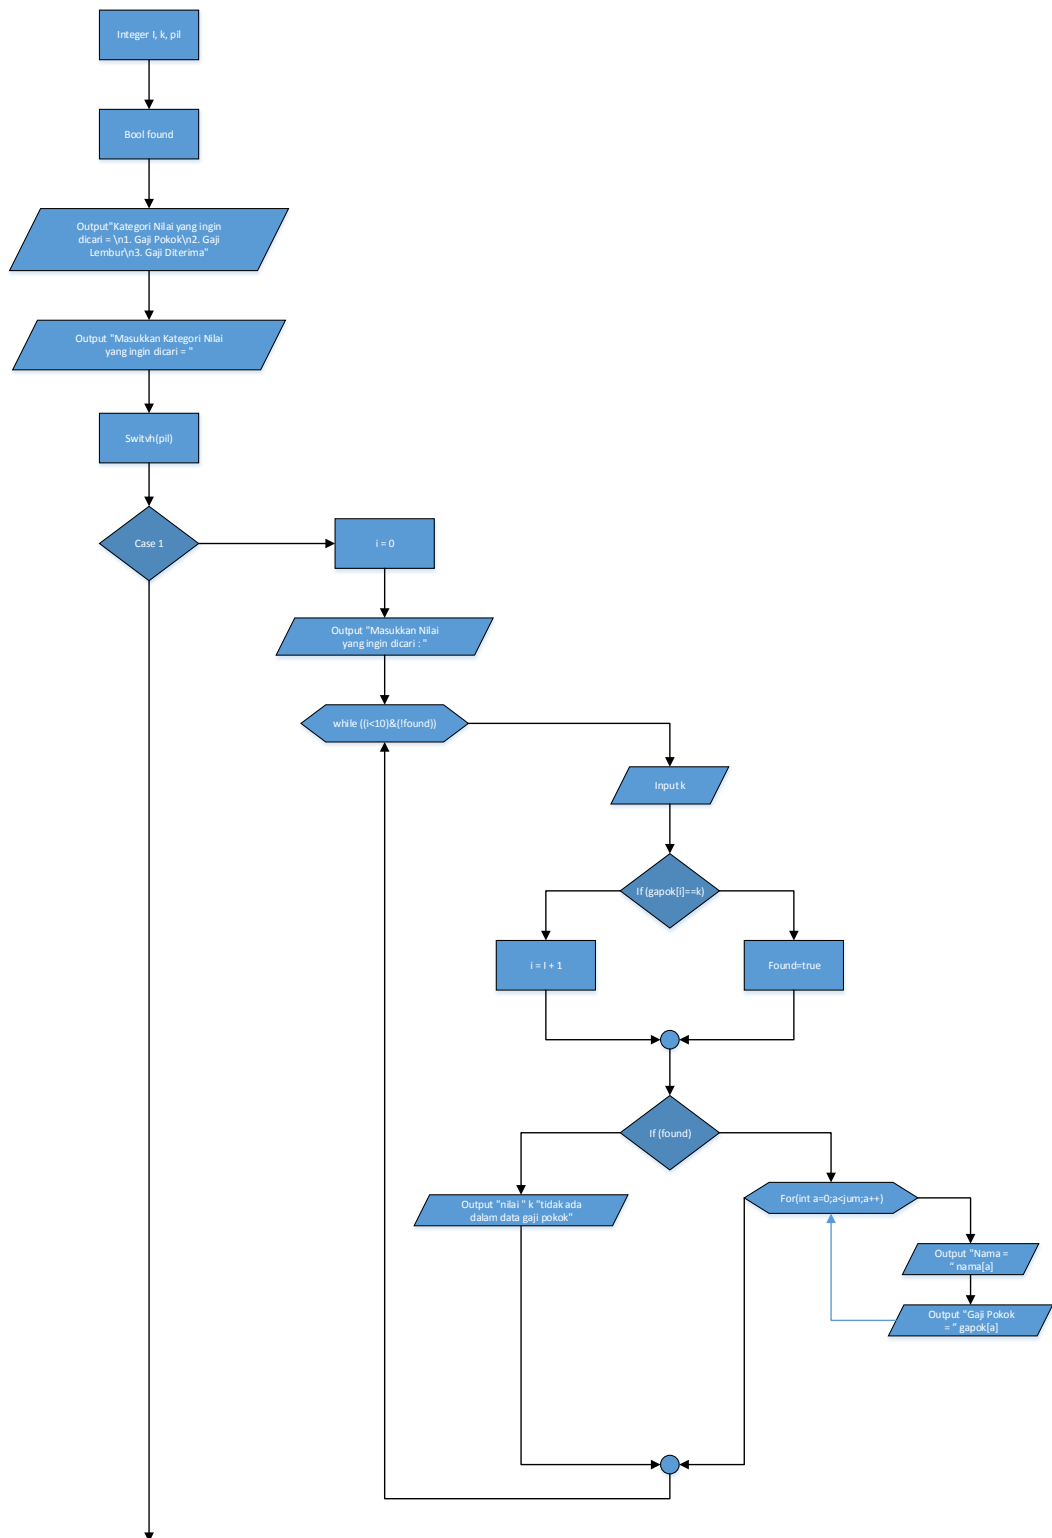 Integer I, k, pil
Bool found
Output"Kategori Nilai yang ingin
dicari = \n1. Gaji Pokok\n2. Gaji
Lembur\n3. Gaji Diterima"
Output "Masukkan Kategori Nilai
yang ingin dicari = "
Switvh(pil)
Case 1
i = 0
Output "Masukkan Nilai
yang ingin dicari : "
while ((i<10)&(!found))
Input k
If (gapok[i]==k)
i = I + 1
Found=true
If (found)
Output "nilai " k "tidak ada
dalam data gaji pokok"
For(int a=0;a<jum;a++)
Output "Nama =
" nama[a]
Output "Gaji Pokok
= " gapok[a]